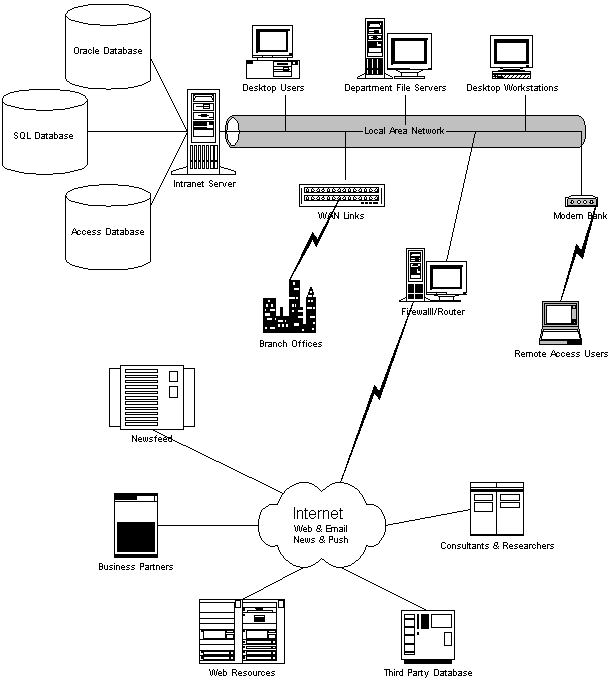 Oracle Database
SQL Database
Access Database
Intranet Server
Desktop Users
Department File Servers
Desktop Workstations
Local Area Network
WAN Links
Modem Bank
Branch Offices
Firewalll/Router
Remote Access Users
Newsfeed
Internet
Web & Email
News & Push
Business Partners
Consultants & Researchers
Web Resources
Third Party Database